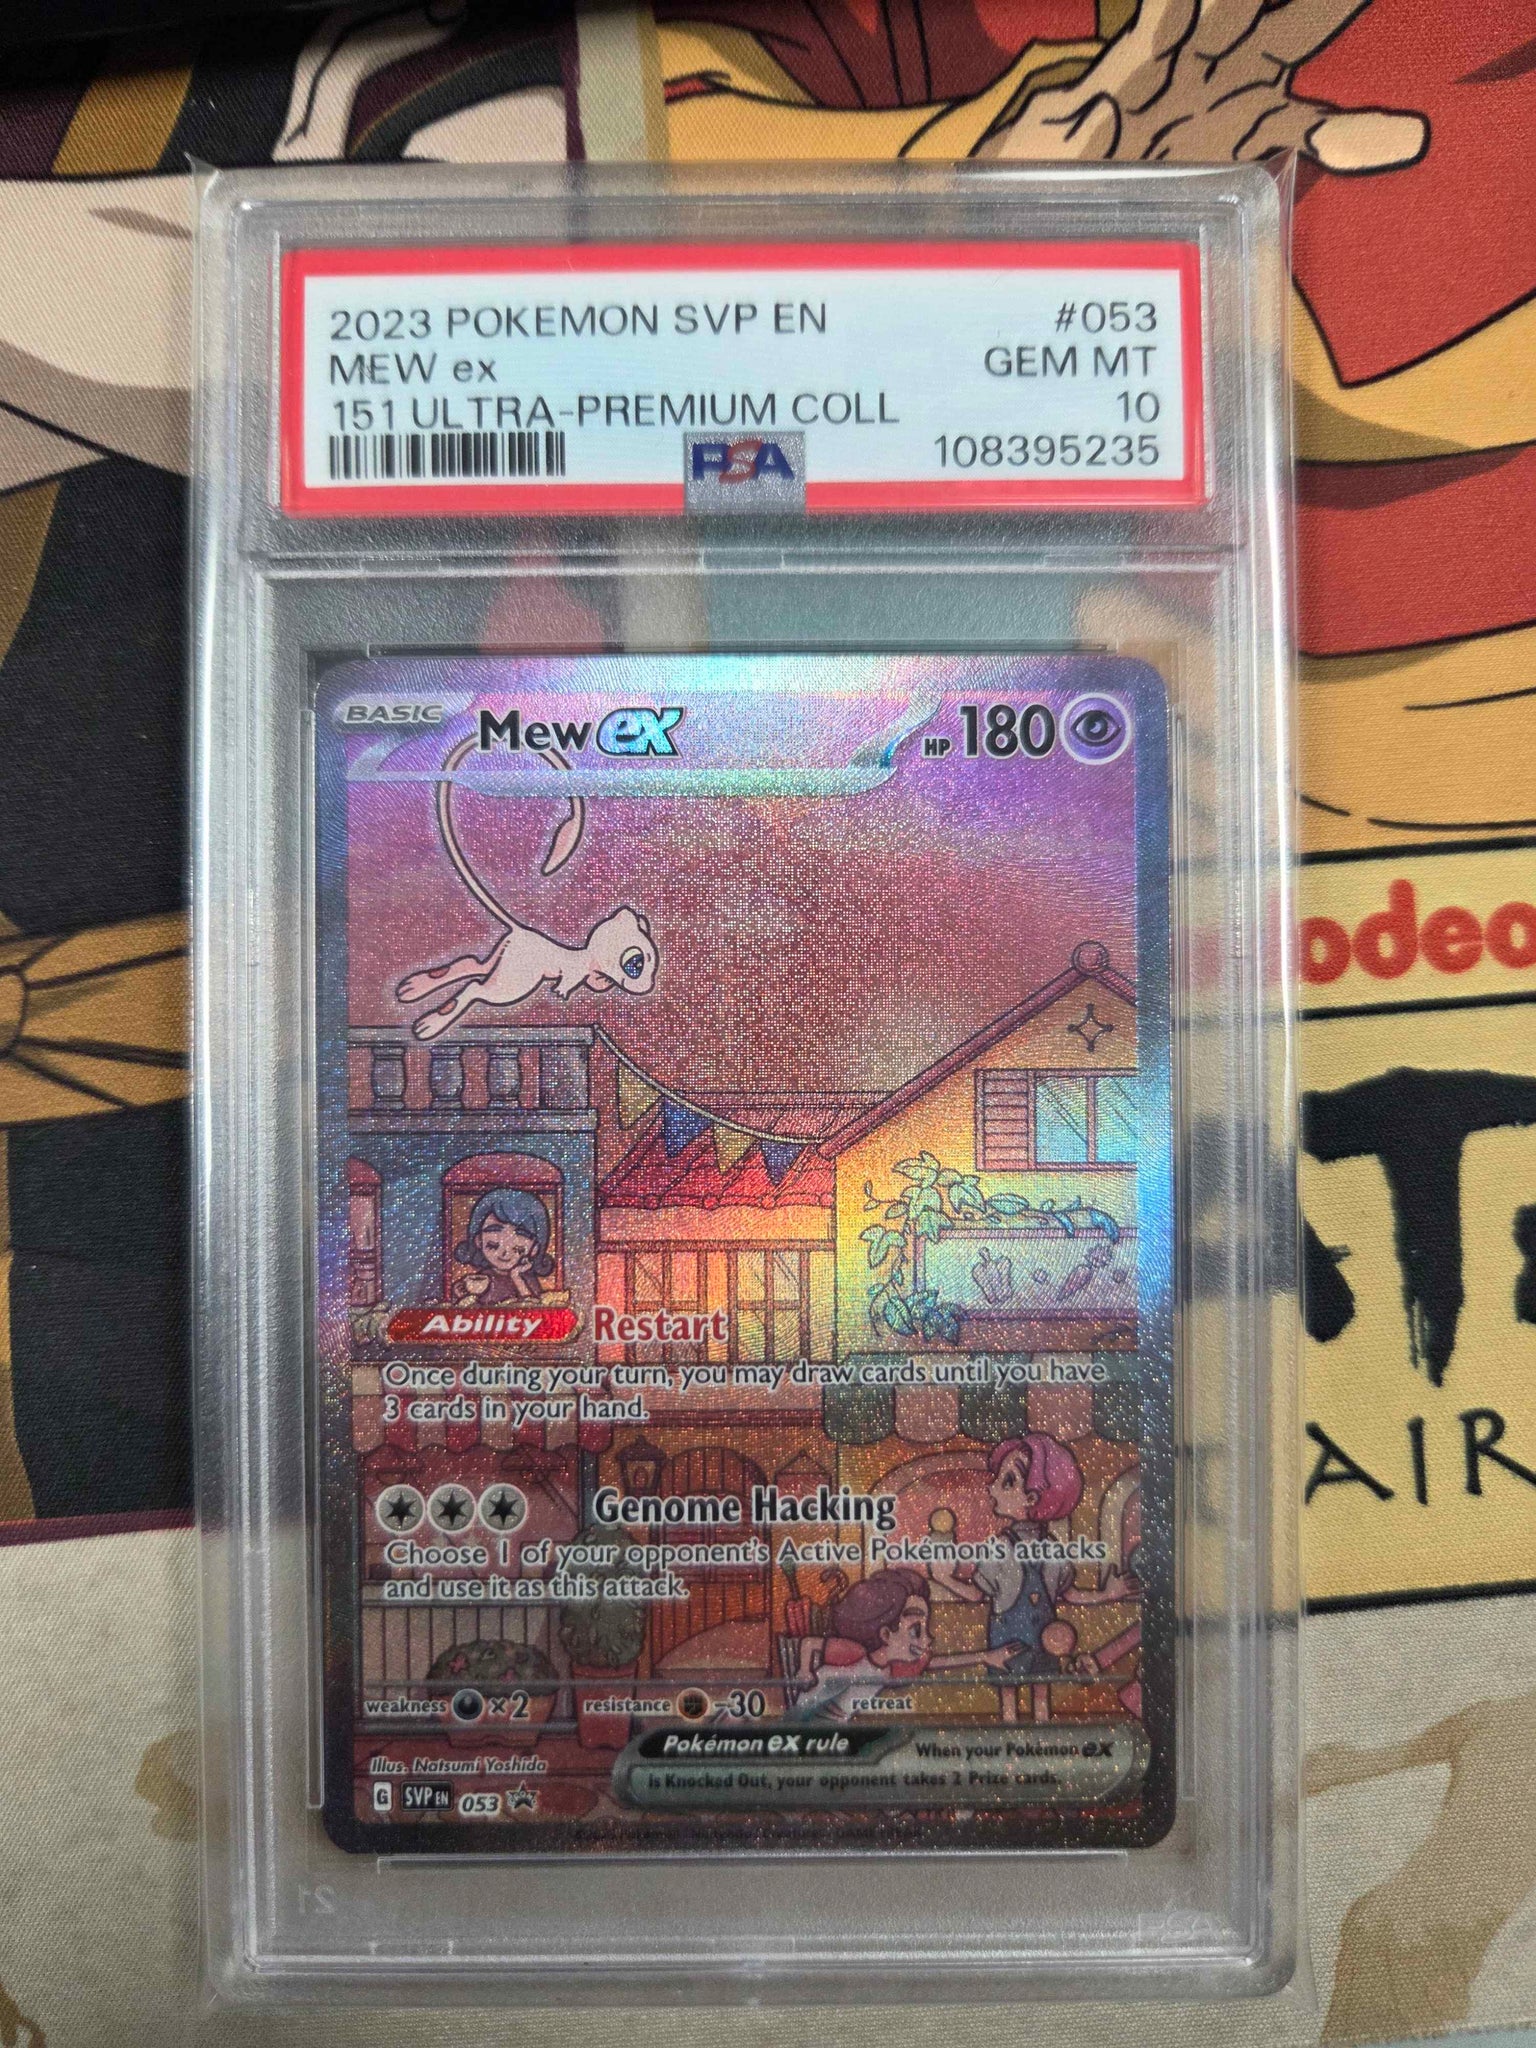 2023 POKEMON SVP EN #053
MEW ex GEM MT
151 ULTRA-PREMIUM COLL 10
PSA 108395235
BASIC Mew ex HP 180
Ability Restart
Once during your turn, you may draw cards until you have
3 cards in your hand.
Genome Hacking
Choose 1 of your opponent's Active Pokémon's attacks
and use it as this attack.
weakness ×2 resistance -30 retreat
Pokémon ex rule When your Pokémon ex
is Knocked Out, your opponent takes 2 Prize cards.
Illus. Natsumi Yoshida
G SVP EN 053
odeo
AIR